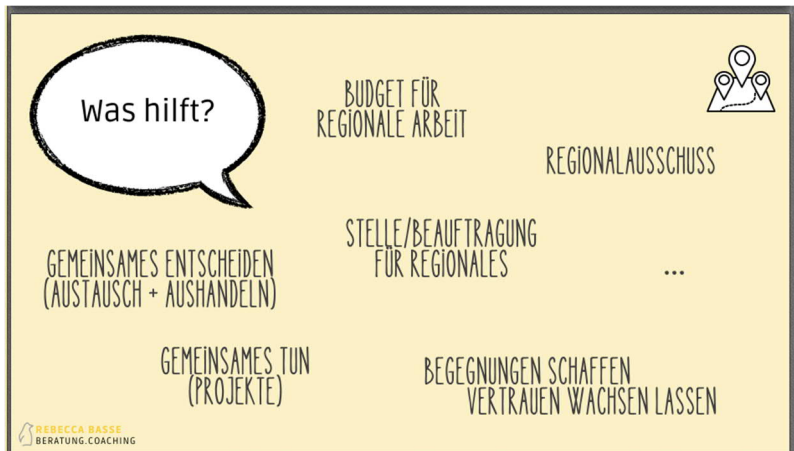 Was hilft?
BUDGET FÜR
REGIONALE ARBEIT
REGIONALAUSSCHUSS
STELLE/BEAUFTRAGUNG
FÜR REGIONALES
...
GEMEINSAMES ENTSCHEIDEN
(AUSTAUSCH + AUSHANDELN)
GEMEINSAMES TUN
(PROJEKTE)
BEGEGNUNGEN SCHAFFEN
VERTRAUEN WACHSEN LASSEN
REBECCA BASSE
BERATUNG.COACHING